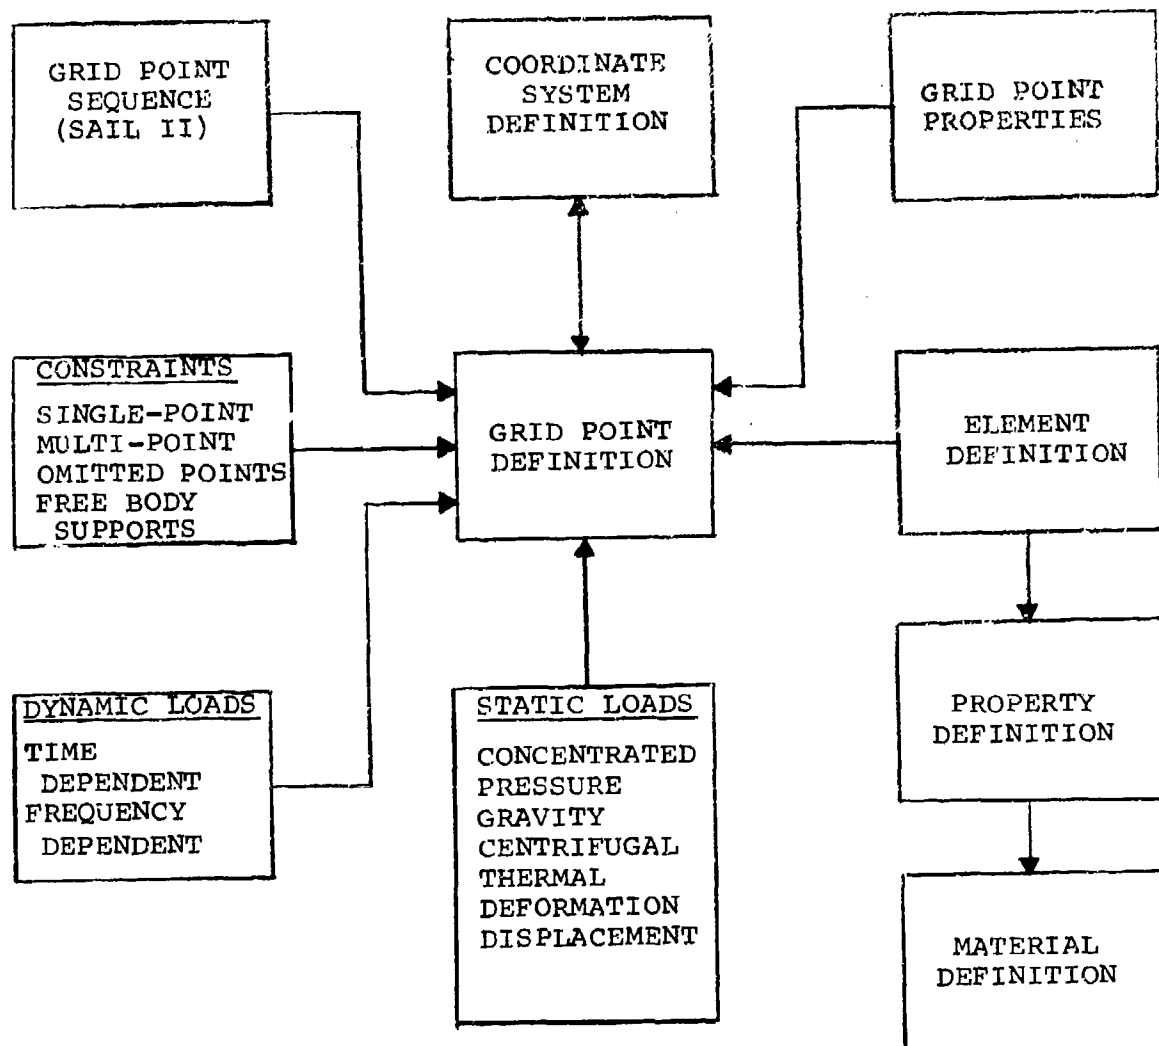 GRID POINT
SEQUENCE
(SAIL II)
COORDINATE
SYSTEM
DEFINITION
GRID POINT
PROPERTIES
CONSTRAINTS
SINGLE-POINT
MULTI-POINT
OMITTED POINTS
FREE BODY
SUPPORTS
GRID POINT
DEFINITION
ELEMENT
DEFINITION
DYNAMIC LOADS
TIME
DEPENDENT
FREQUENCY
DEPENDENT
STATIC LOADS
CONCENTRATED
PRESSURE
GRAVITY
CENTRIFUGAL
THERMAL
DEFORMATION
DISPLACEMENT
PROPERTY
DEFINITION
MATERIAL
DEFINITION